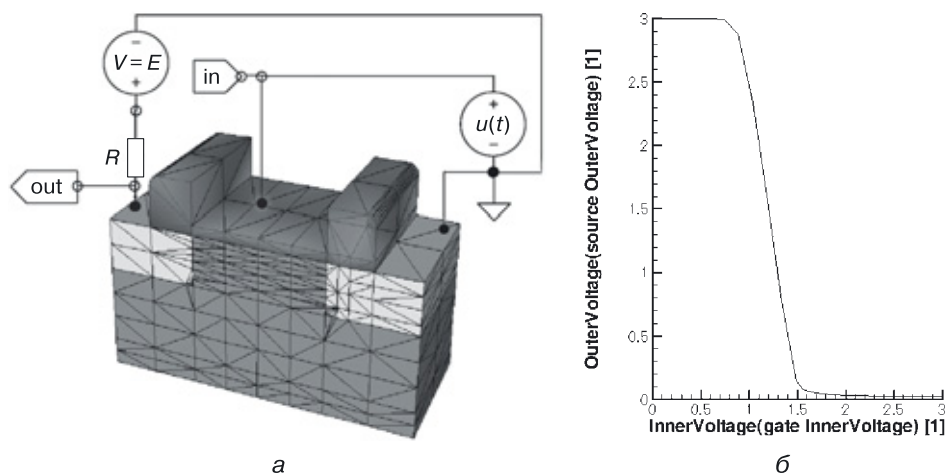 −
V = E
+
in
+
u(t)
−
R
out
а
OuterVoltage(source OuterVoltage) [1]
3
2.5
2
1.5
1
0.5
0
0 0.5 1 1.5 2 2.5 3
InnerVoltage(gate InnerVoltage) [1]
б